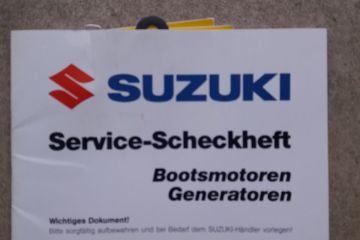 SUZUKI
Service-Scheckheft
Bootsmotoren
Generatoren
Wichtiges Dokument!
Bitte sorgfältig aufbewahren und bei Bedarf dem SUZUKI-Händler vorlegen!